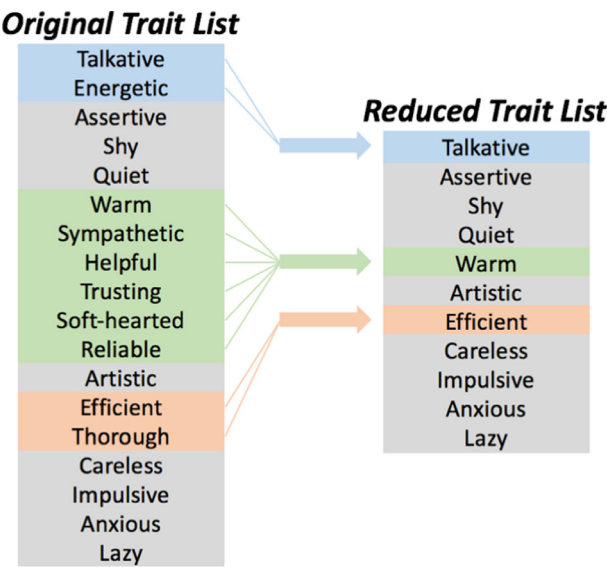 Original Trait List
Talkative
Energetic
Assertive
Shy
Quiet
Warm
Sympathetic
Helpful
Trusting
Soft-hearted
Reliable
Artistic
Efficient
Thorough
Careless
Impulsive
Anxious
Lazy
Reduced Trait List
Talkative
Assertive
Shy
Quiet
Warm
Artistic
Efficient
Careless
Impulsive
Anxious
Lazy